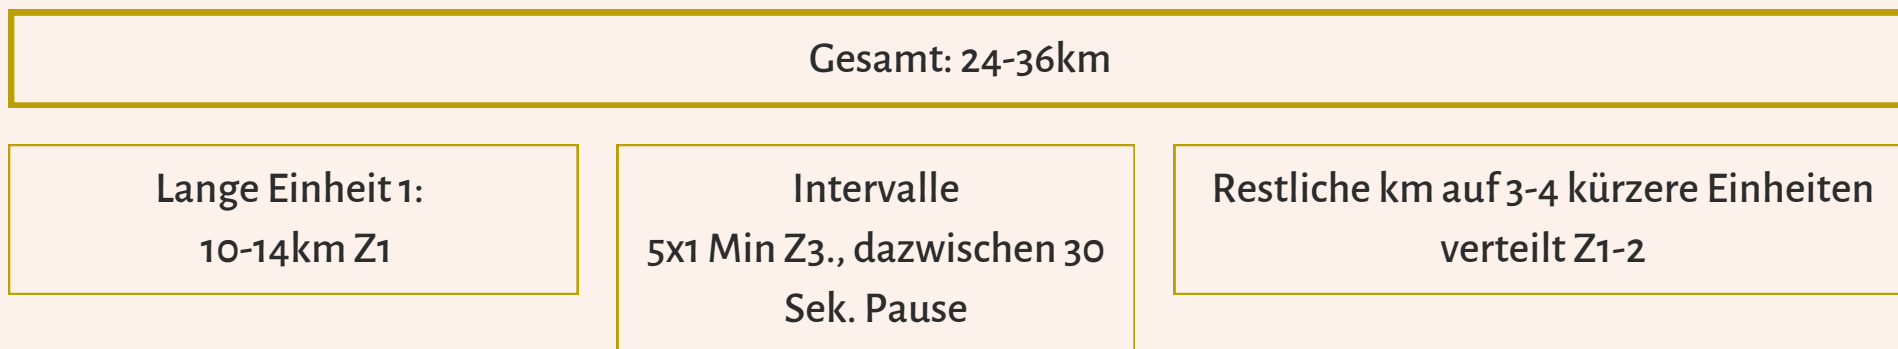 Gesamt: 24-36km
Lange Einheit 1:
10-14km Z1
Intervalle
5x1 Min Z3., dazwischen 30
Sek. Pause
Restliche km auf 3-4 kürzere Einheiten
verteilt Z1-2